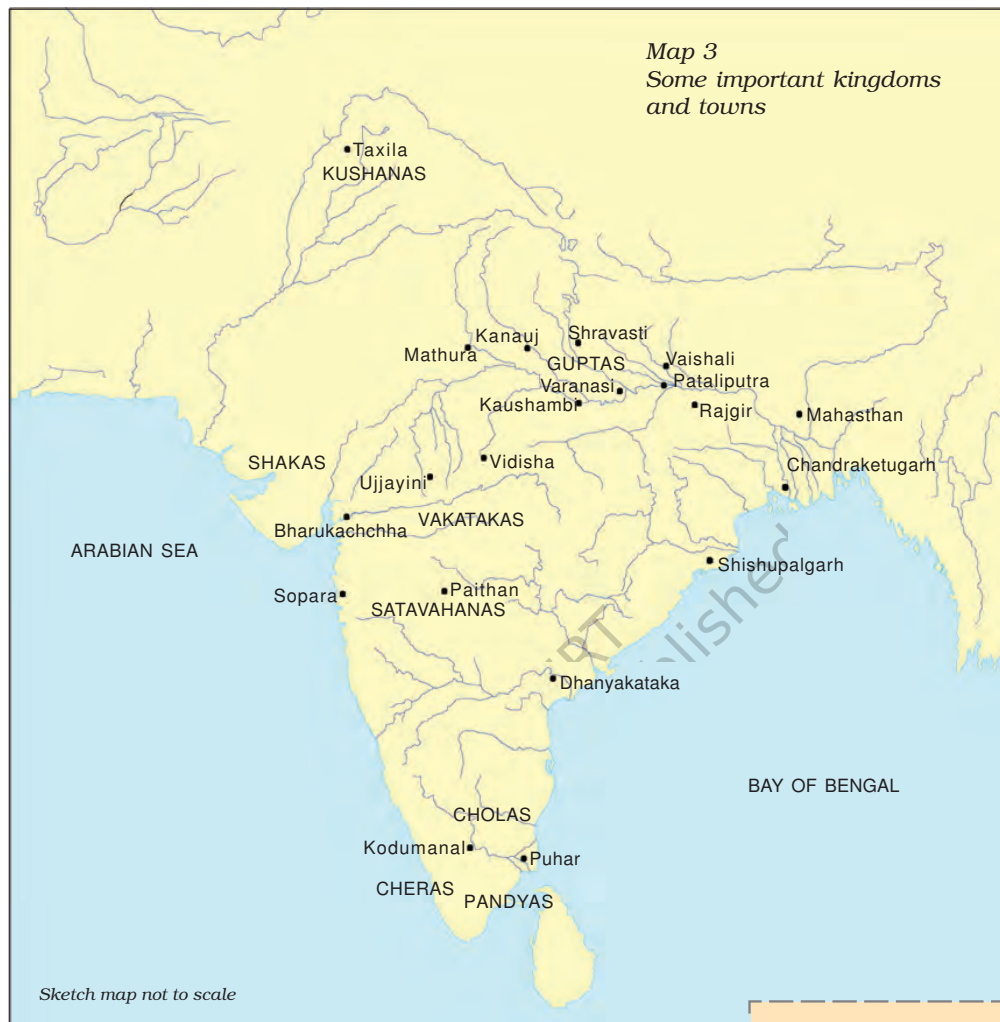 Map 3
Some important kingdoms
and towns
Taxila
KUSHANAS
Kanauj
Shravasti
Mathura
GUPTAS
Vaishali
Varanasi
Pataliputra
Kaushambi
Rajgir
Mahasthan
SHAKAS
Vidisha
Ujjayini
Chandraketugarh
Bharukachchha
VAKATAKAS
ARABIAN SEA
Shishupalgarh
Sopara
Paithan
SATAVAHANAS
Dhanyakataka
BAY OF BENGAL
CHOLAS
Kodumanal
Puhar
CHERAS
PANDYAS
Sketch map not to scale